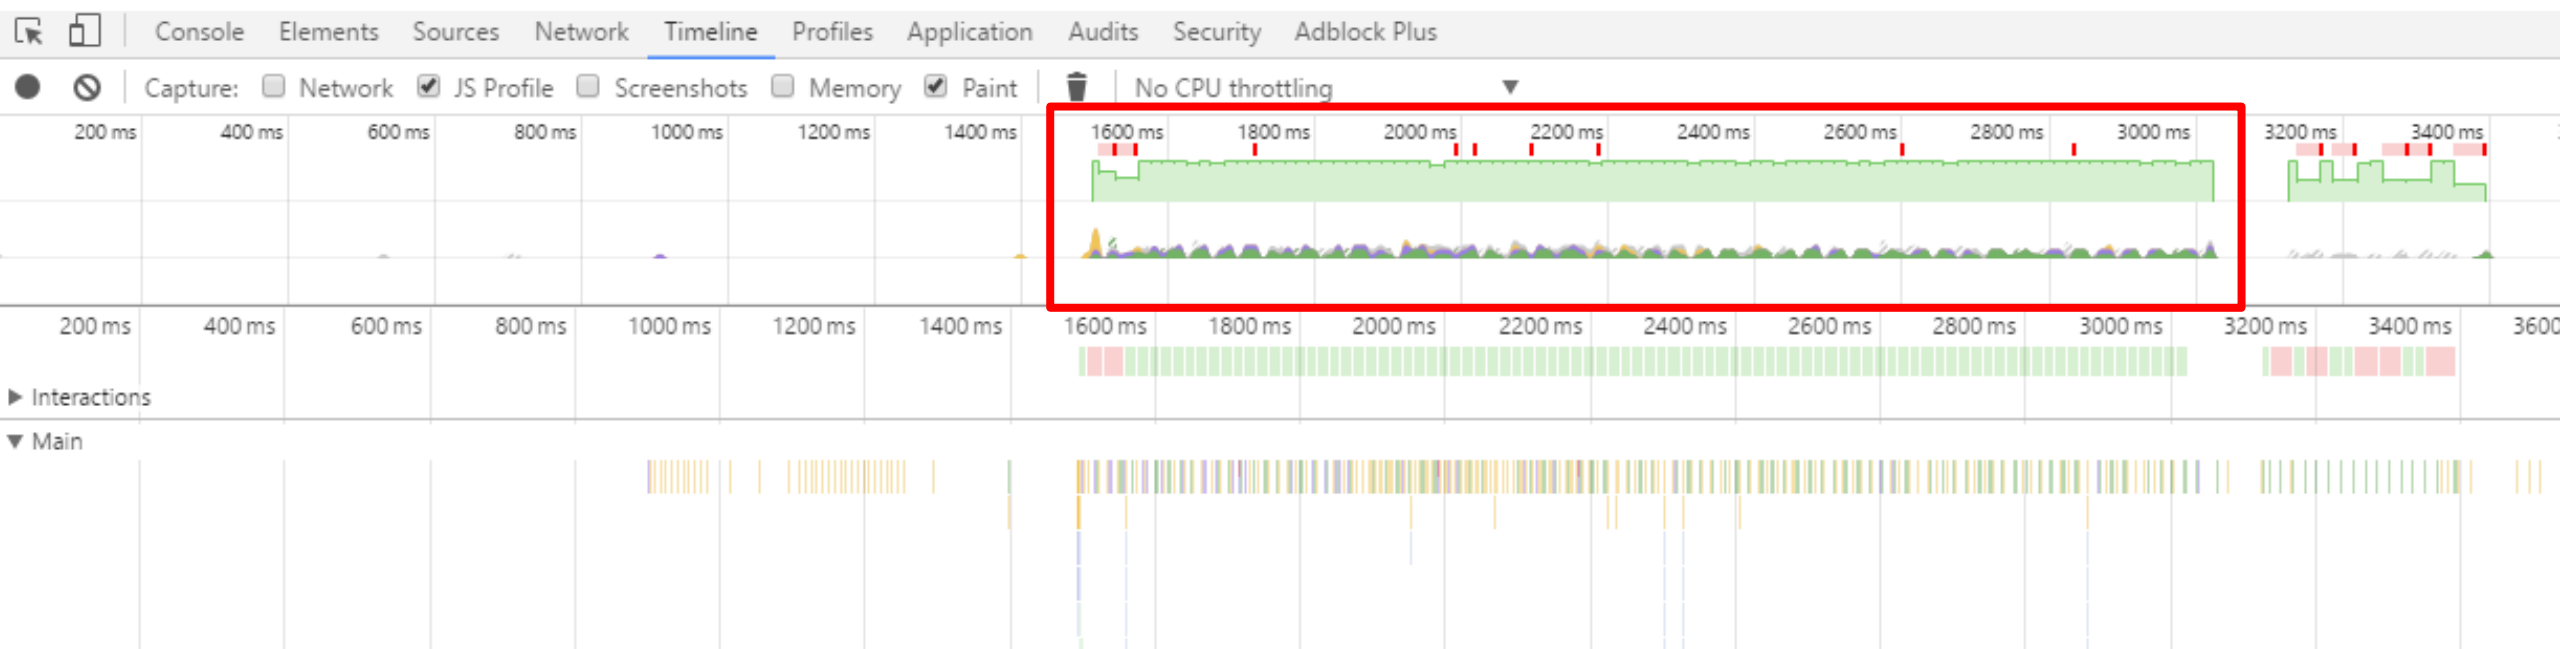 Console Elements Sources Network Timeline Profiles Application Audits Security Adblock Plus
Capture: Network JS Profile Screenshots Memory Paint No CPU throttling
200 ms 400 ms 600 ms 800 ms 1000 ms 1200 ms 1400 ms 1600 ms 1800 ms 2000 ms 2200 ms 2400 ms 2600 ms 2800 ms 3000 ms 3200 ms 3400 ms
200 ms 400 ms 600 ms 800 ms 1000 ms 1200 ms 1400 ms 1600 ms 1800 ms 2000 ms 2200 ms 2400 ms 2600 ms 2800 ms 3000 ms 3200 ms 3400 ms 3600
Interactions
Main